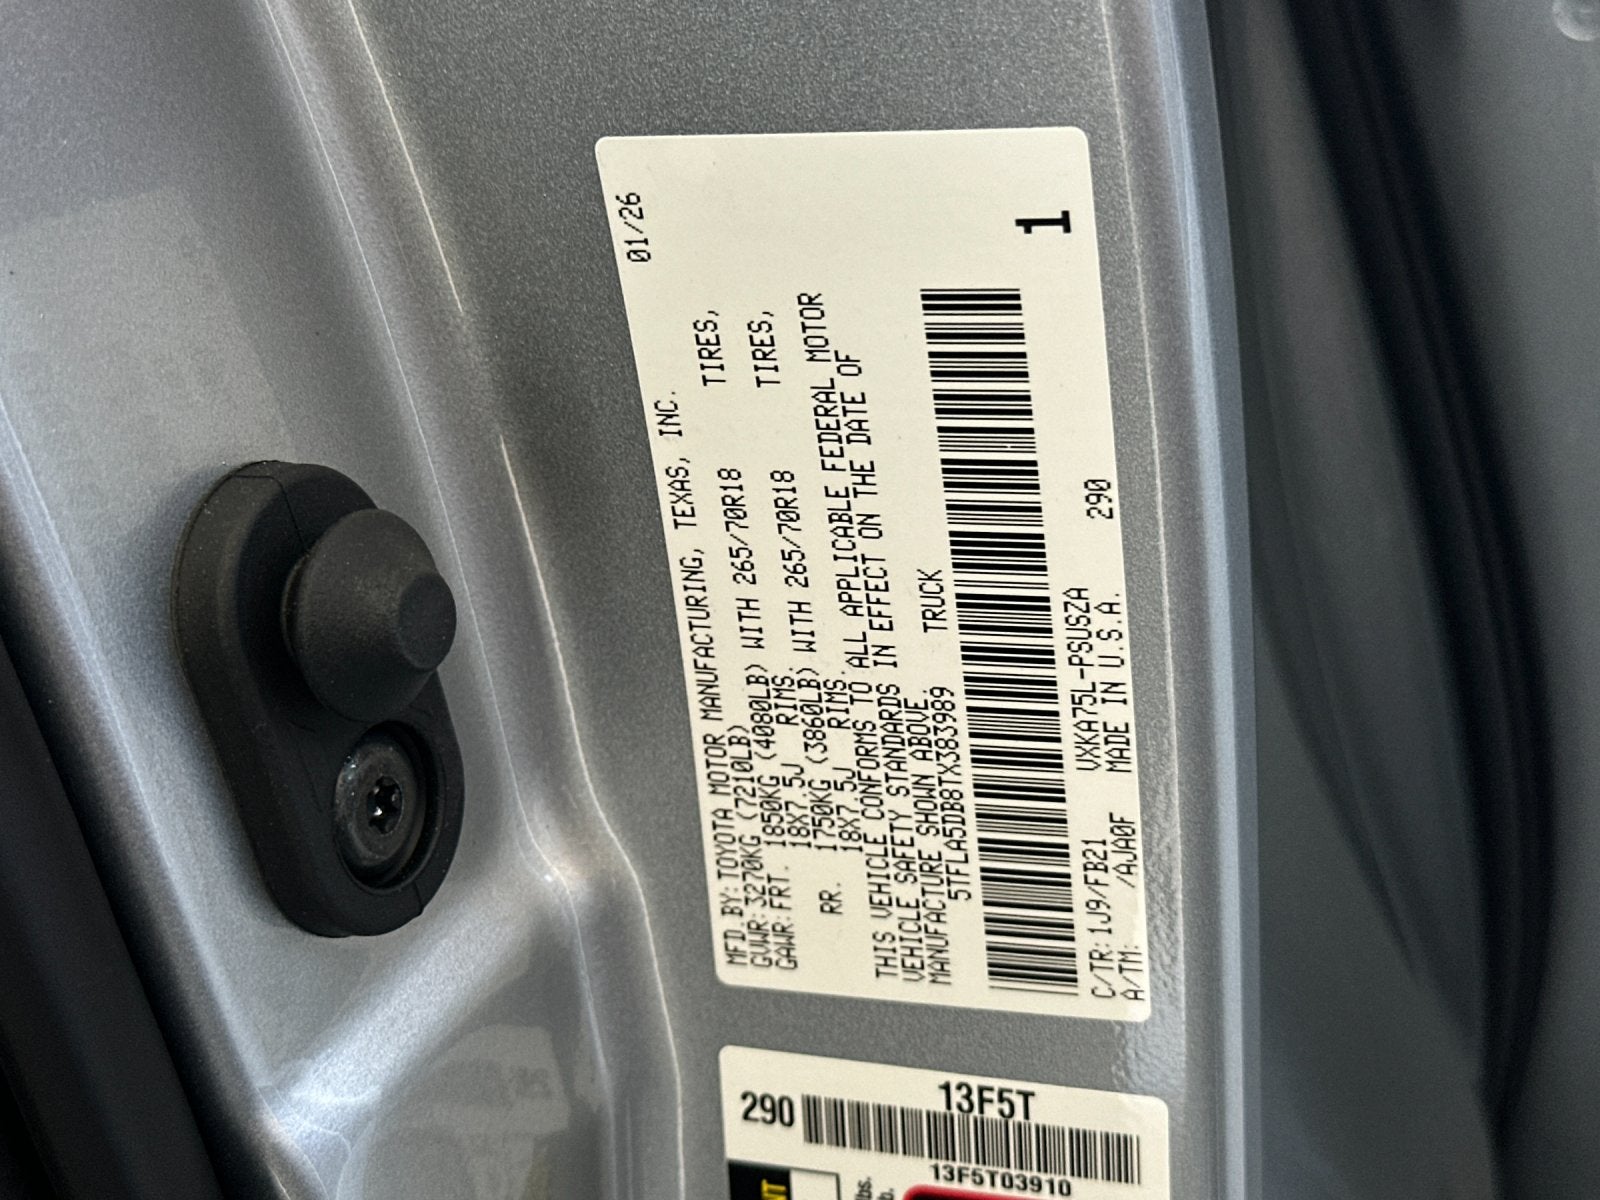 MFD.BY:TOYOTA MOTOR MANUFACTURING, TEXAS, INC. 01/26
GVWR:3270KG (7210LB)
GAWR:FRT. 1850KG (4080LB) WITH 265/70R18 TIRES,
18X7.5J RIMS.
RR. 1750KG (3860LB) WITH 265/70R18 TIRES,
18X7.5J RIMS.
THIS VEHICLE CONFORMS TO ALL APPLICABLE FEDERAL MOTOR
VEHICLE SAFETY STANDARDS IN EFFECT ON THE DATE OF
MANUFACTURE SHOWN ABOVE.
5TFLA5DB8TX383989 TRUCK
1
C/TR:1J9/FB21 VXKA75L-PSUSZA 290
A/TM: /AJA0F MADE IN U.S.A.
290
13F5T
13F5T03910